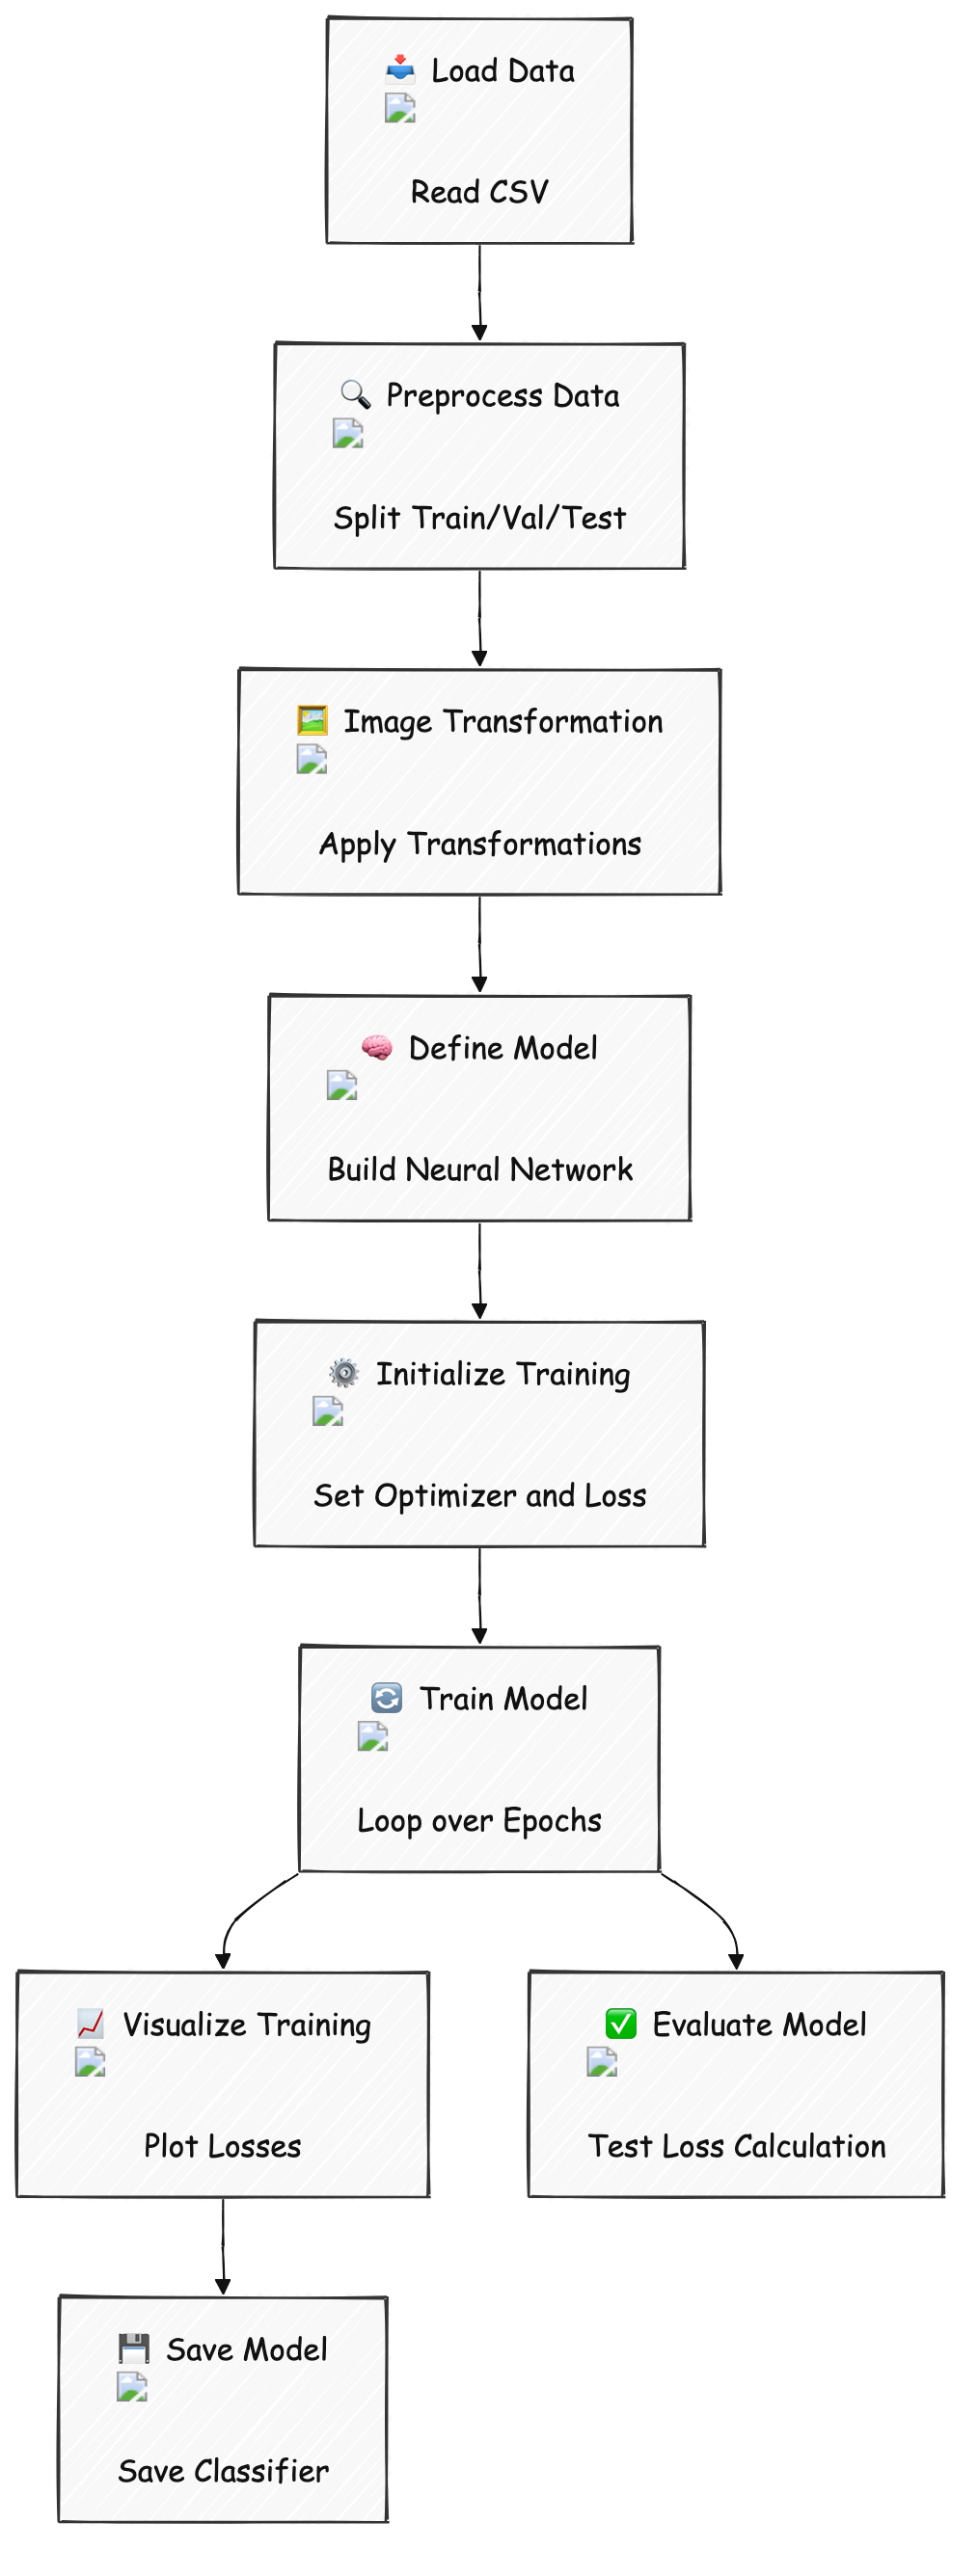 Load Data
Read CSV
Preprocess Data
Split Train/Val/Test
Image Transformation
Apply Transformations
Define Model
Build Neural Network
Initialize Training
Set Optimizer and Loss
Train Model
Loop over Epochs
Visualize Training
Plot Losses
Evaluate Model
Test Loss Calculation
Save Model
Save Classifier